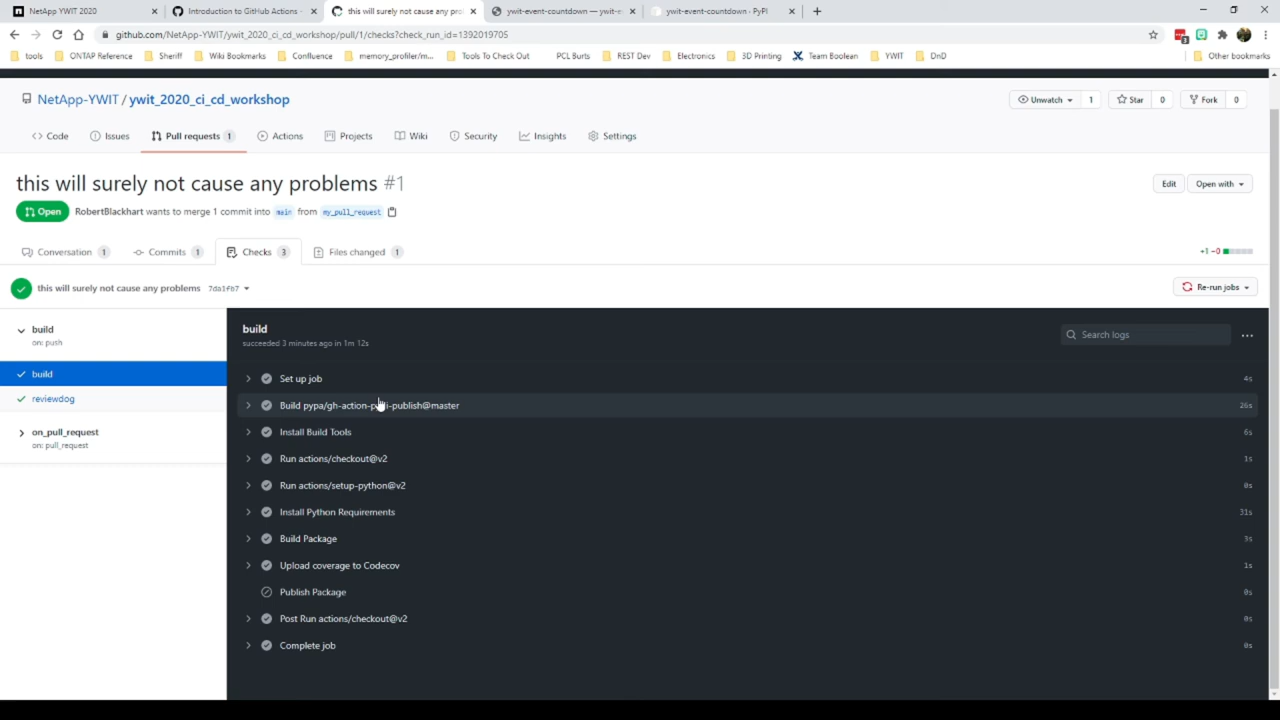 NetApp YWIT 2020
Introduction to GitHub Actions -
this will surely not cause any pro
ywit-event-countdown — ywit-e
ywit-event-countdown · PyPI
github.com/NetApp-YWIT/ywit_2020_ci_cd_workshop/pull/1/checks?check_run_id=1392019705
tools
ONTAP Reference
Sheriff
Wiki Bookmarks
Confluence
memory_profiler/m...
Tools To Check Out
PCL Burts
REST Dev
Electronics
3D Printing
Team Boolean
YWIT
DnD
Other bookmarks
NetApp-YWIT / ywit_2020_ci_cd_workshop
Unwatch 1
Star 0
Fork 0
Code
Issues
Pull requests 1
Actions
Projects
Wiki
Security
Insights
Settings
this will surely not cause any problems #1
Edit
Open with
Open
RobertBlackhart wants to merge 1 commit into main from my_pull_request
Conversation 1
Commits 1
Checks 3
Files changed 1
+1 −0
this will surely not cause any problems 7da1fb7
Re-run jobs
build
on: push
build
reviewdog
on_pull_request
on: pull_request
build
succeeded 3 minutes ago in 1m 12s
Search logs
Set up job 4s
Build pypa/gh-action-pypi-publish@master 26s
Install Build Tools 6s
Run actions/checkout@v2 1s
Run actions/setup-python@v2 0s
Install Python Requirements 31s
Build Package 3s
Upload coverage to Codecov 1s
Publish Package 0s
Post Run actions/checkout@v2 0s
Complete job 0s